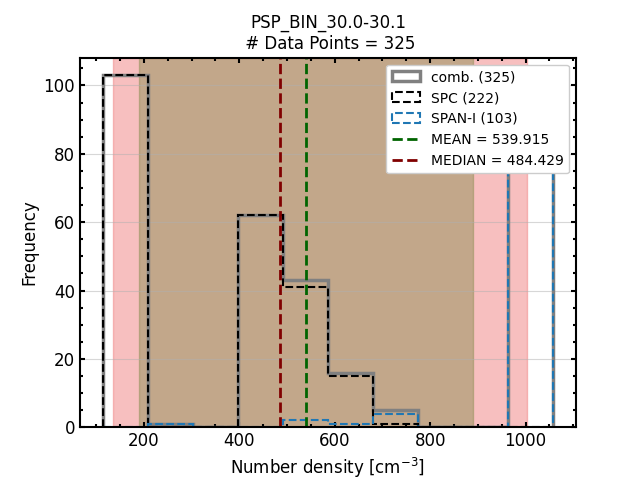 PSP_BIN_30.0-30.1
# Data Points = 325
comb. (325)
SPC (222)
SPAN-I (103)
MEAN = 539.915
MEDIAN = 484.429
Frequency
100
80
60
40
20
0
200 400 600 800 1000
Number density [cm⁻³]